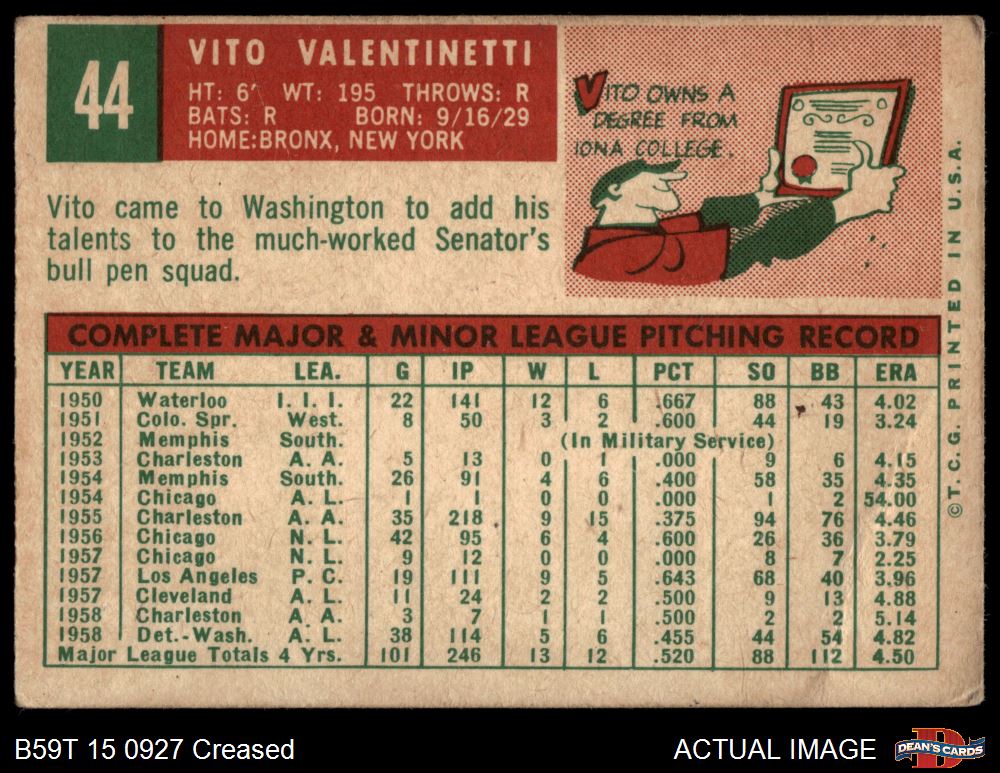 44
VITO VALENTINETTI
HT: 6' WT: 195 THROWS: R
BATS: R BORN: 9/16/29
HOME: BRONX, NEW YORK
VITO OWNS A
DEGREE FROM
IONA COLLEGE.
Vito came to Washington to add his
talents to the much-worked Senator's
bull pen squad.
COMPLETE MAJOR & MINOR LEAGUE PITCHING RECORD
YEAR TEAM LEA. G IP W L PCT SO BB ERA
1950 Waterloo I. I. I. 22 141 12 6 .667 88 43 4.02
1951 Colo. Spr. West. 8 50 3 2 .600 44 19 3.24
1952 Memphis South. (In Military Service)
1953 Charleston A. A. 5 13 0 1 .000 9 6 4.15
1954 Memphis South. 26 91 4 6 .400 58 35 4.35
1954 Chicago A. L. 1 1 0 0 .000 1 2 54.00
1955 Charleston A. A. 35 218 9 15 .375 94 76 4.46
1956 Chicago N. L. 42 95 6 4 .600 26 36 3.79
1957 Chicago N. L. 9 12 0 0 .000 8 7 2.25
1957 Los Angeles P. C. 19 111 9 5 .643 68 40 3.96
1957 Cleveland A. L. 11 24 2 2 .500 9 13 4.88
1958 Charleston A. A. 3 7 1 1 .500 2 2 5.14
1958 Det.-Wash. A. L. 38 114 5 6 .455 44 54 4.82
Major League Totals 4 Yrs. 101 246 13 12 .520 88 112 4.50
©T. C. G. PRINTED IN U. S. A.
B59T 15 0927 Creased
ACTUAL IMAGE
DEAN'S CARDS